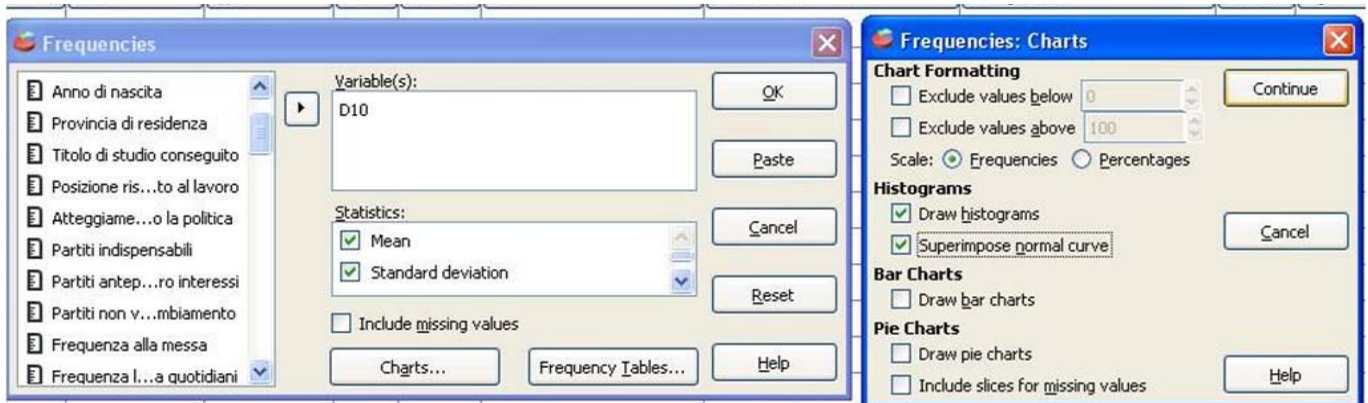 Frequencies
Anno di nascita
Provincia di residenza
Titolo di studio conseguito
Posizione ris...to al lavoro
Atteggiame...o la politica
Partiti indispensabili
Partiti antep...ro interessi
Partiti non v...mbiamento
Frequenza alla messa
Frequenza l...a quotidiani
Variable(s):
D10
Statistics:
Mean
Standard deviation
Include missing values
Charts...
Frequency Tables...
OK
Paste
Cancel
Reset
Help
Frequencies: Charts
Chart Formatting
Exclude values below 0
Exclude values above 100
Scale: Frequencies Percentages
Histograms
Draw histograms
Superimpose normal curve
Bar Charts
Draw bar charts
Pie Charts
Draw pie charts
Include slices for missing values
Continue
Cancel
Help